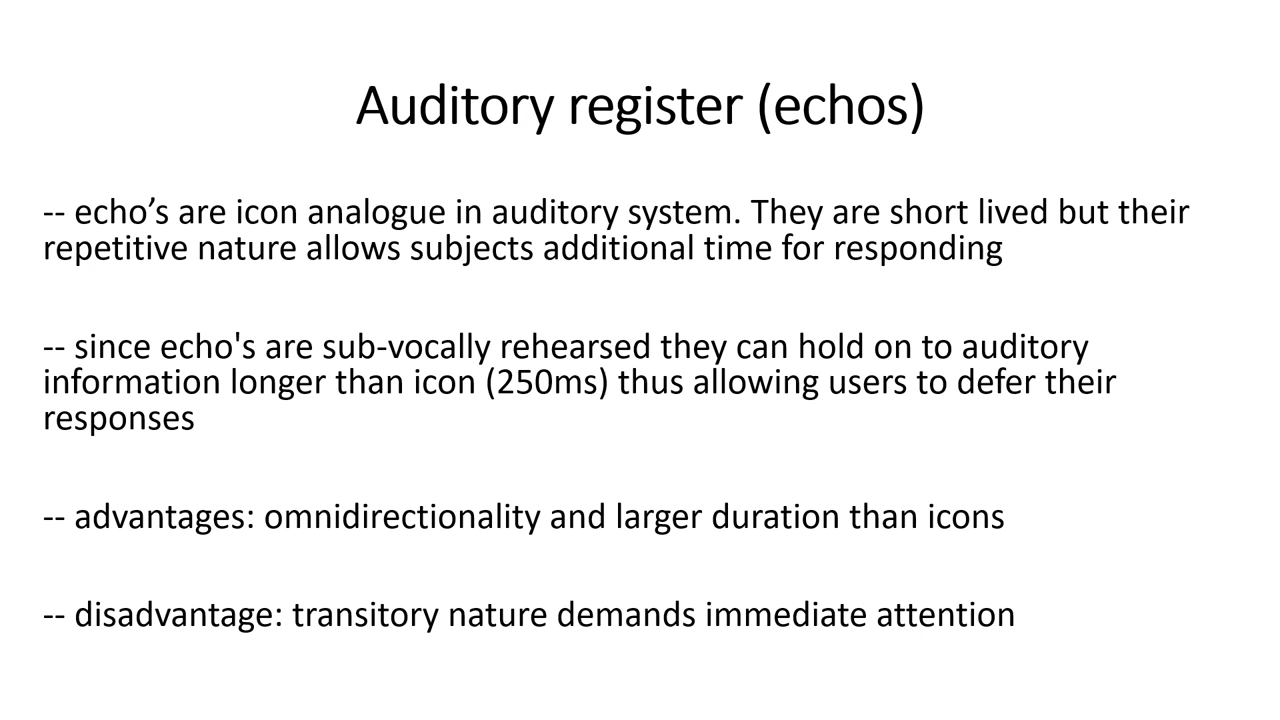 Auditory register (echos)
-- echo’s are icon analogue in auditory system. They are short lived but their
repetitive nature allows subjects additional time for responding
-- since echo's are sub-vocally rehearsed they can hold on to auditory
information longer than icon (250ms) thus allowing users to defer their
responses
-- advantages: omnidirectionality and larger duration than icons
-- disadvantage: transitory nature demands immediate attention